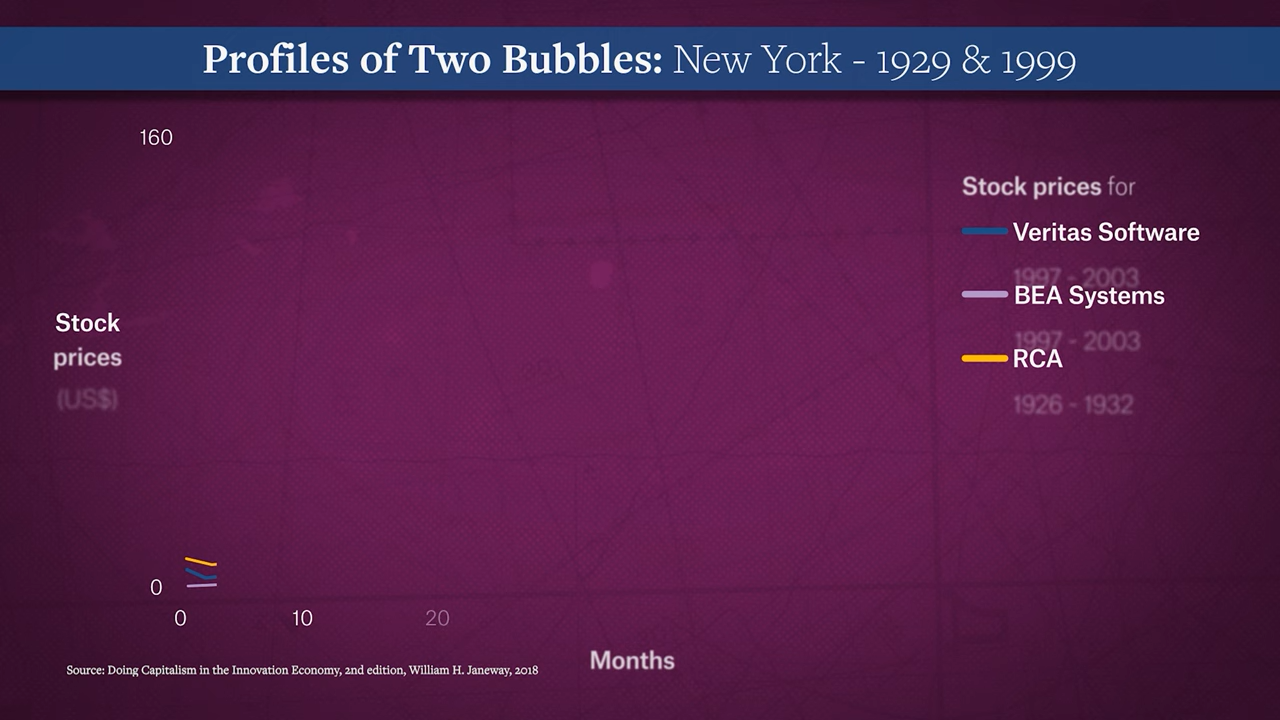 Profiles of Two Bubbles: New York - 1929 & 1999
160
Stock prices for
Veritas Software
1997 - 2003
BEA Systems
1997 - 2003
RCA
1926 - 1932
Stock
prices
(US$)
0
0 10 20
Months
Source: Doing Capitalism in the Innovation Economy, 2nd edition, William H. Janeway, 2018